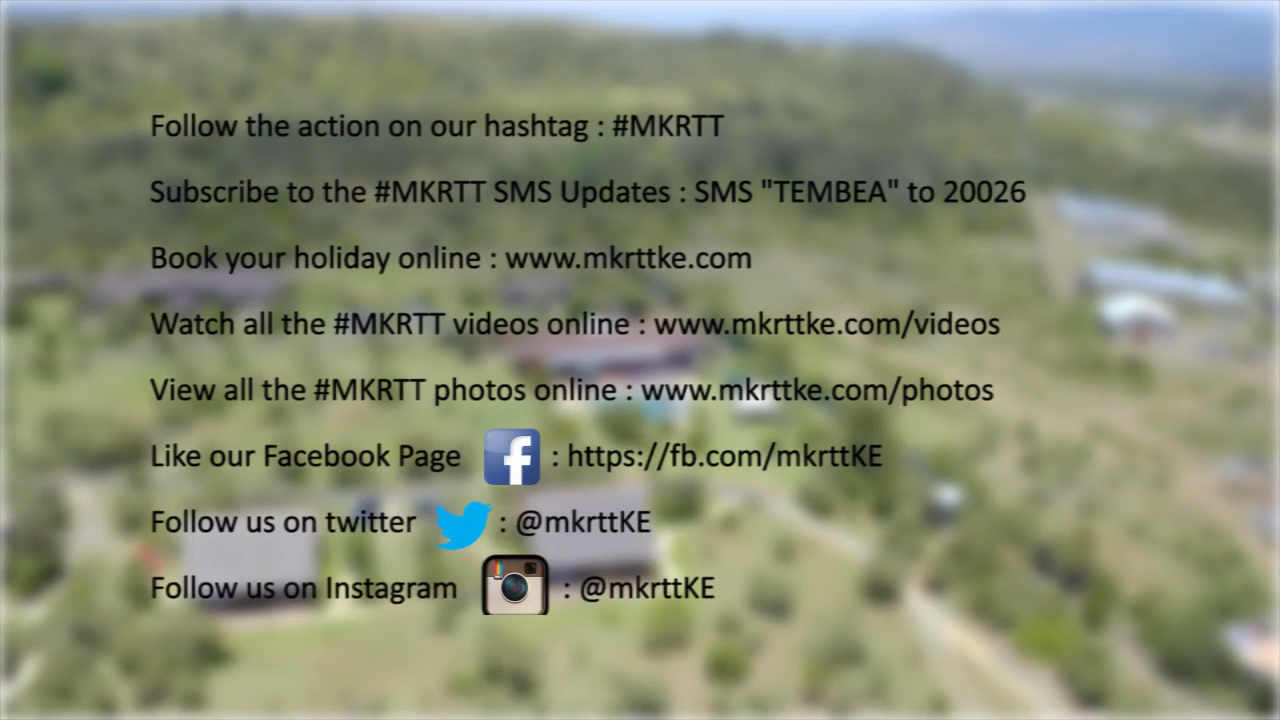 Follow the action on our hashtag : #MKRTT
Subscribe to the #MKRTT SMS Updates : SMS "TEMBEA" to 20026
Book your holiday online : www.mkrttke.com
Watch all the #MKRTT videos online : www.mkrttke.com/videos
View all the #MKRTT photos online : www.mkrttke.com/photos
Like our Facebook Page f : https://fb.com/mkrttKE
Follow us on twitter : @mkrttKE
Follow us on Instagram : @mkrttKE